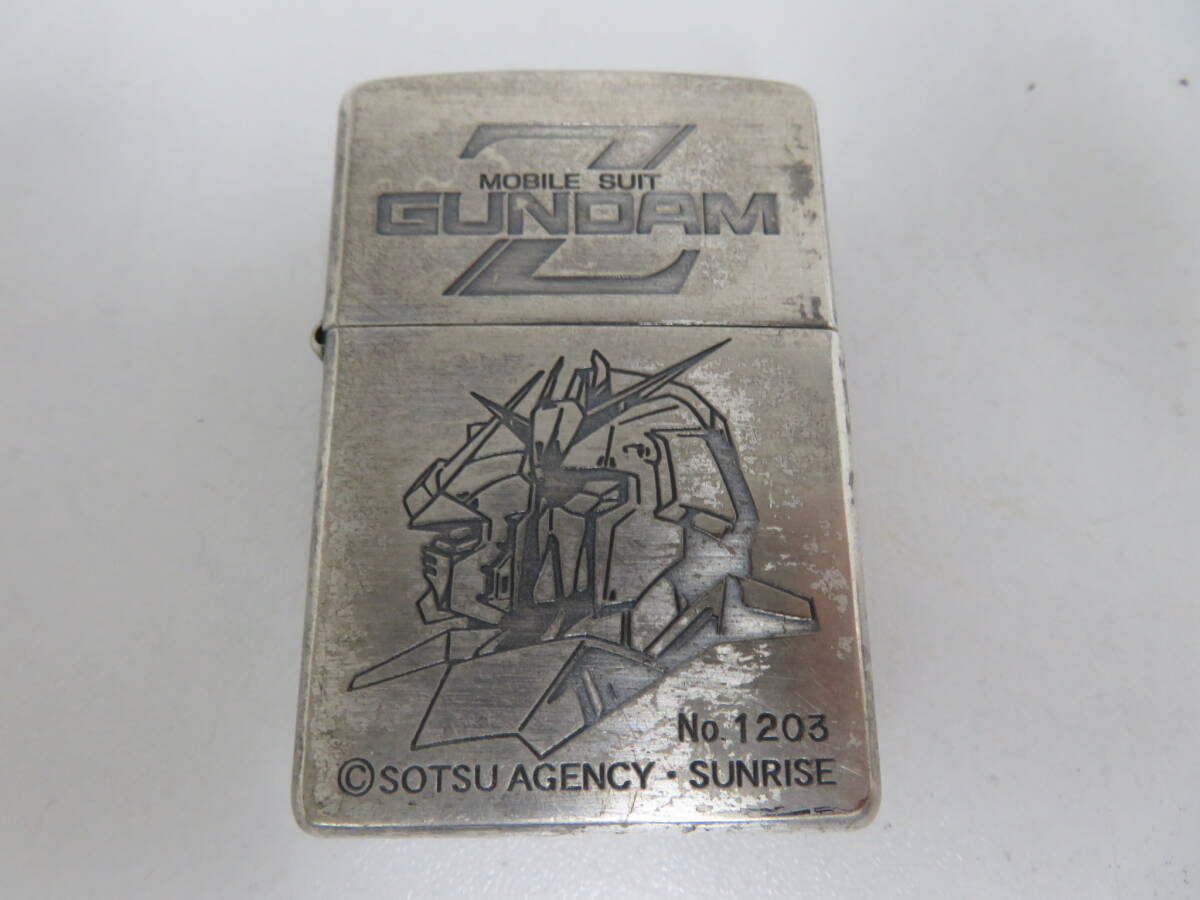 Z
MOBILE SUIT
GUNDAM
No.1203
©SOTSU AGENCY・SUNRISE